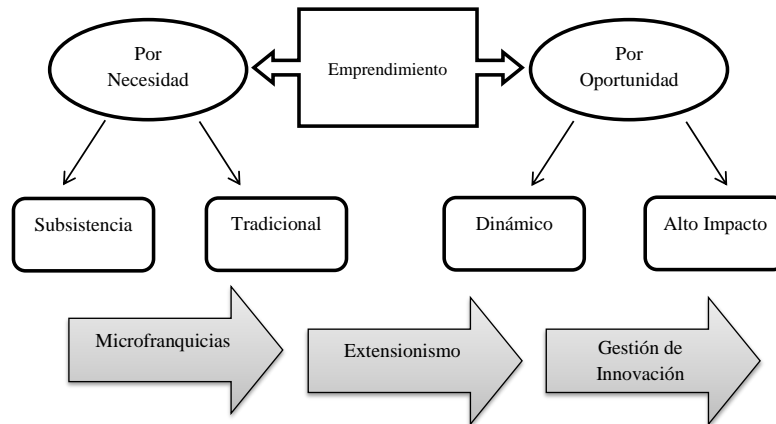 Por
Necesidad
Emprendimiento
Por
Oportunidad
Subsistencia
Tradicional
Dinámico
Alto Impacto
Microfranquicias
Extensionismo
Gestión de
Innovación